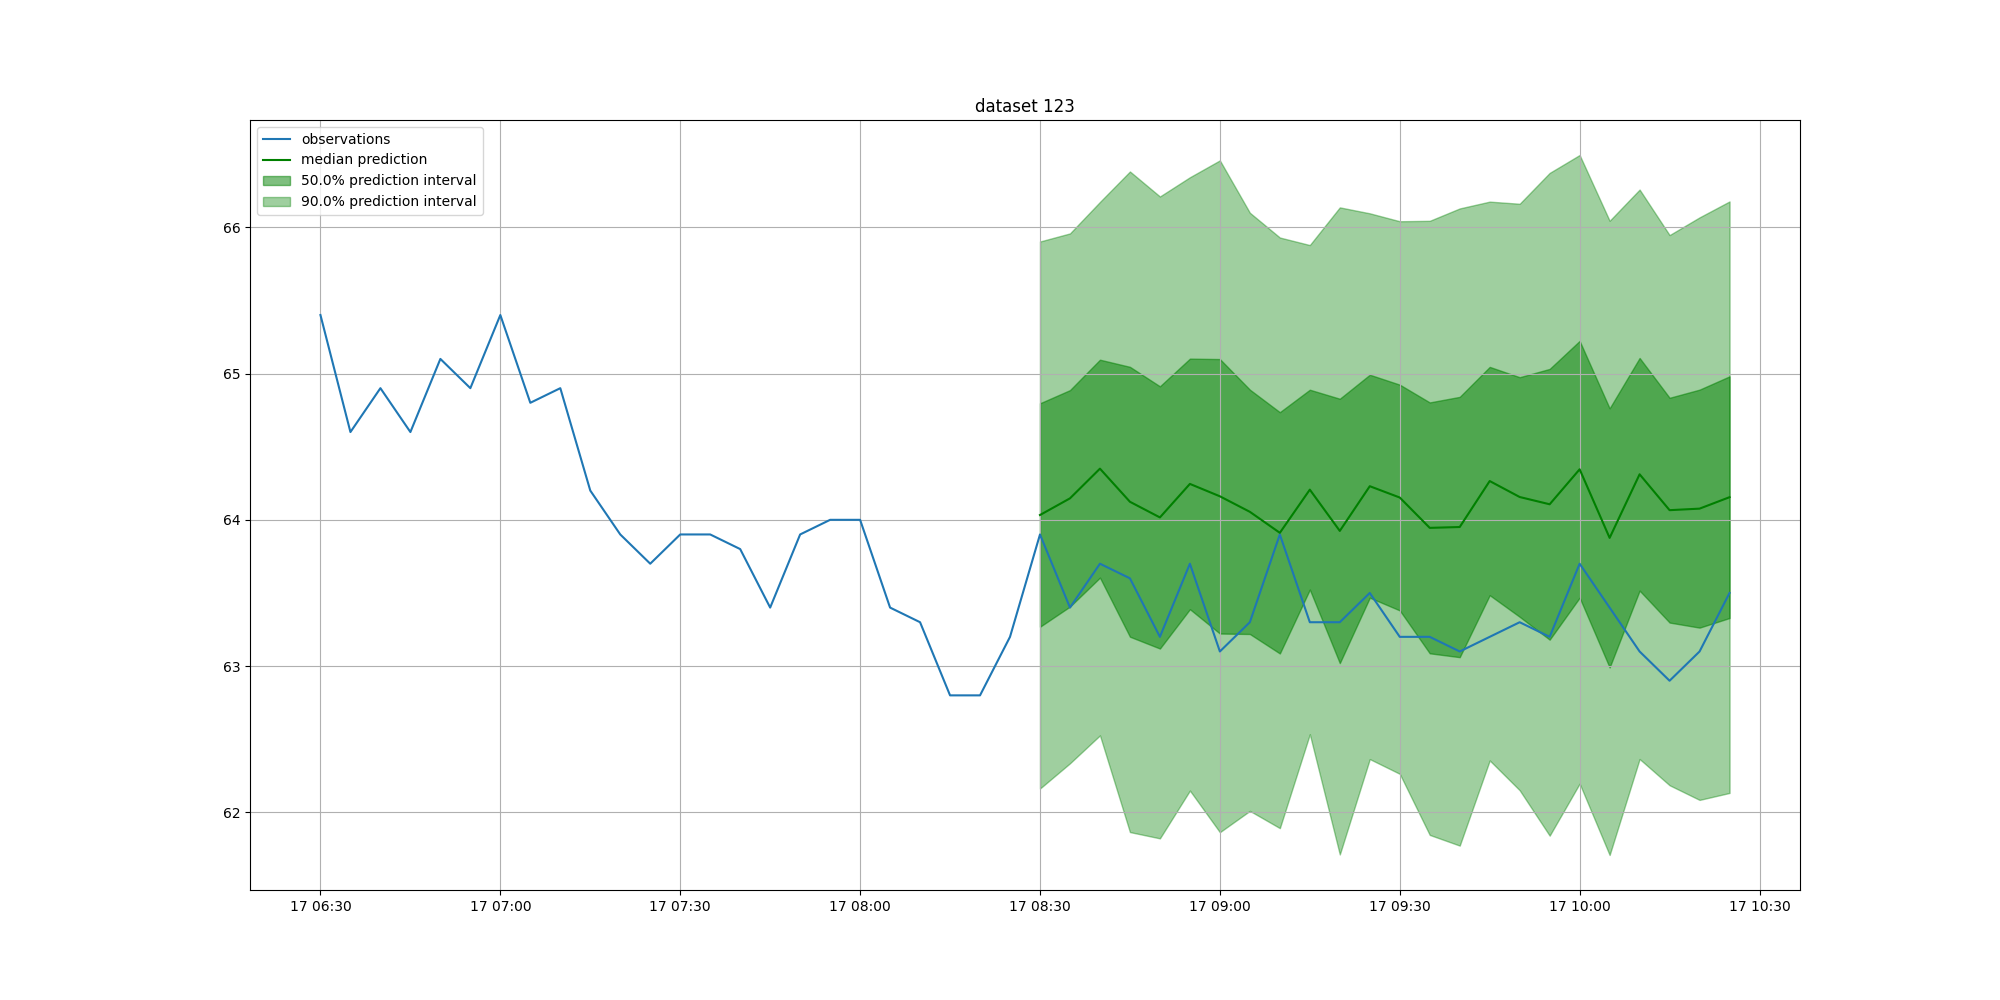 dataset 123
observations
median prediction
50.0% prediction interval
90.0% prediction interval
66
65
64
63
62
17 06:30 17 07:00 17 07:30 17 08:00 17 08:30 17 09:00 17 09:30 17 10:00 17 10:30